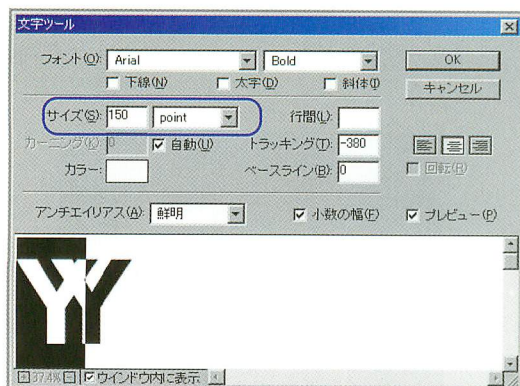 文字ツール
フォント(O): Arial Bold OK
下線(N) 太字(D) 斜体(I) キャンセル
サイズ(S): 150 point 行間(L):
カーニング(K): 0 自動(U) トラッキング(T): -380
カラー: ベースライン(B): 0 回転(R)
アンチエイリアス(A): 鮮明 小数の幅(F) プレビュー(P)
YY
37.4% ウインドウ内に表示